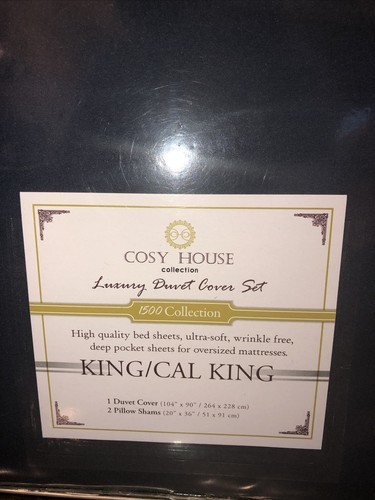 COSY HOUSE
collection
Luxury Duvet Cover Set
1500 Collection
High quality bed sheets, ultra-soft, wrinkle free,
deep pocket sheets for oversized mattresses.
KING/CAL KING
1 Duvet Cover (104" x 90" / 264 x 228 cm)
2 Pillow Shams (20" x 36" / 51 x 91 cm)